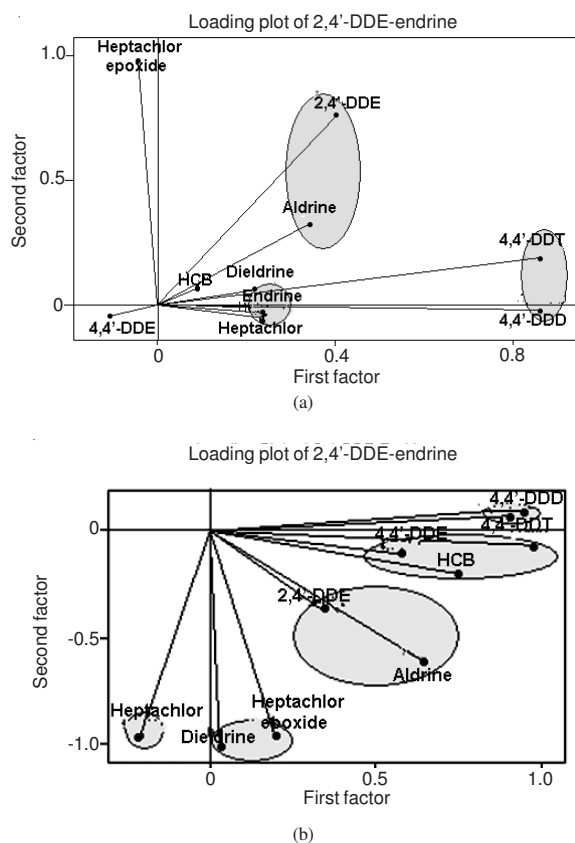 Loading plot of 2,4'-DDE-endrine
Heptachlor
epoxide
1.0
2,4'-DDE
0.5
Second factor
Aldrine
4,4'-DDT
HCB
Dieldrine
Endrine
0
4,4'-DDE
Heptachlor
4,4'-DDD
0
0.4
0.8
First factor
(a)
Loading plot of 2,4'-DDE-endrine
4,4'-DDD
4,4'-DDT
0
4,4'-DDE
HCB
2,4'-DDE
-0.5
Second factor
Aldrine
Heptachlor
Heptachlor
epoxide
Dieldrine
-1.0
0
0.5
1.0
First factor
(b)